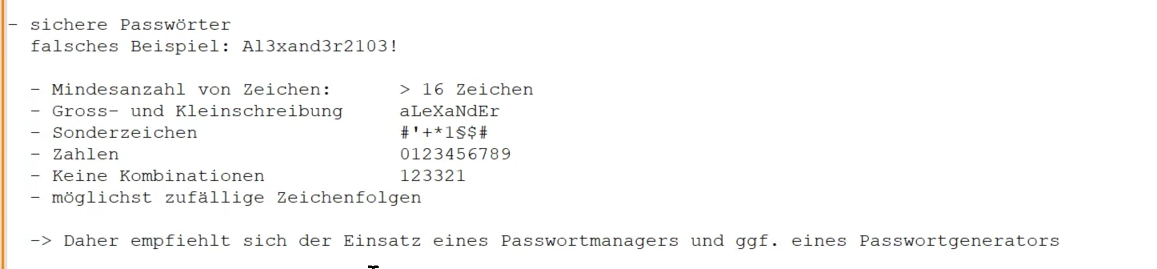 - sichere Passwörter
falsches Beispiel: Al3xand3r2103!
- Mindesanzahl von Zeichen: > 16 Zeichen
- Gross- und Kleinschreibung aLeXaNdEr
- Sonderzeichen #'+*1§$#
- Zahlen 0123456789
- Keine Kombinationen 123321
- möglichst zufällige Zeichenfolgen
-> Daher empfiehlt sich der Einsatz eines Passwortmanagers und ggf. eines Passwortgenerators